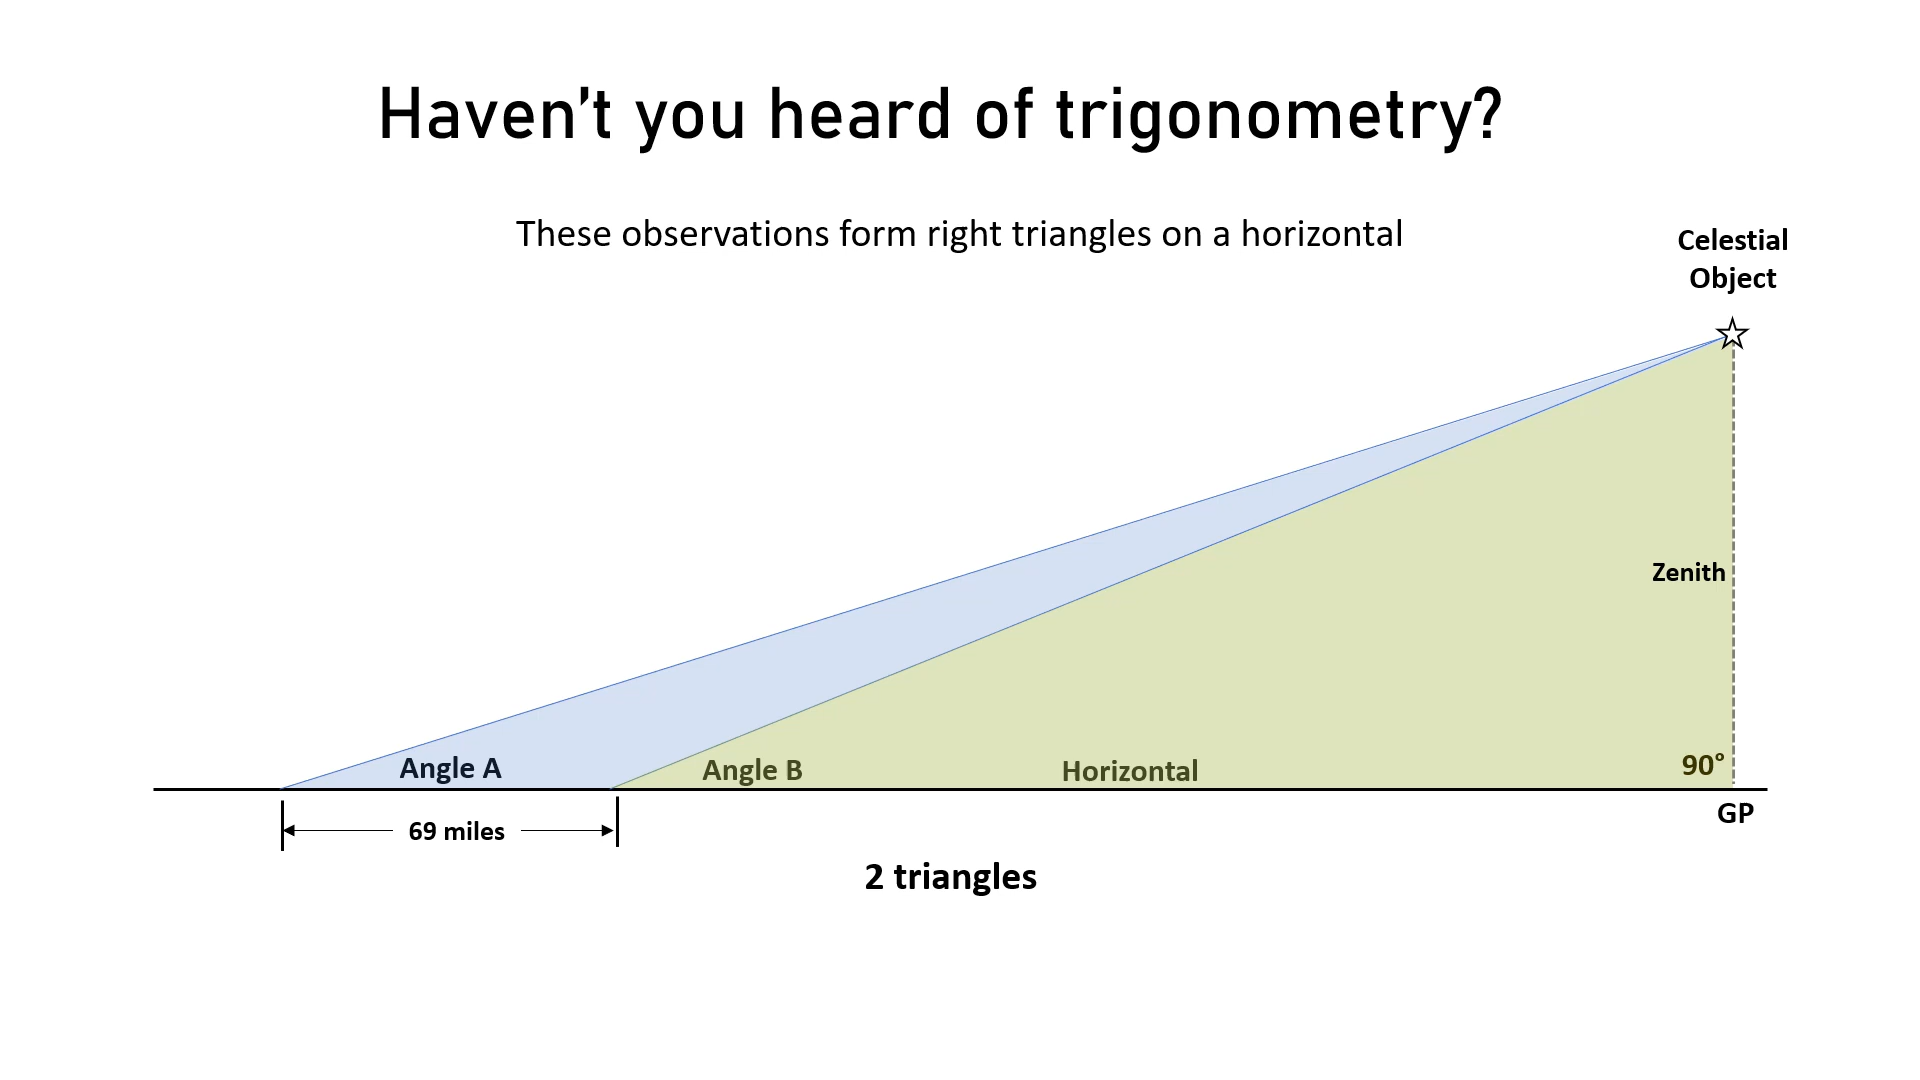 Haven't you heard of trigonometry?
These observations form right triangles on a horizontal
Celestial
Object
Zenith
Angle A
Angle B
Horizontal
90°
GP
69 miles
2 triangles